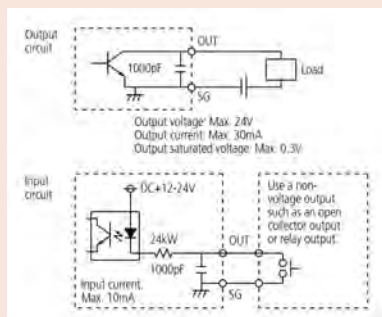 Output
circuit
OUT
1000pF
Load
SG
Output voltage: Max. 24V
Output current: Max. 30mA
Output saturated voltage: Max. 0.3V
Input
circuit
DC+12-24V
Use a non-
voltage output
such as an open
collector output
or relay output.
24kW
OUT
1000pF
Input current:
Max. 10mA
SG